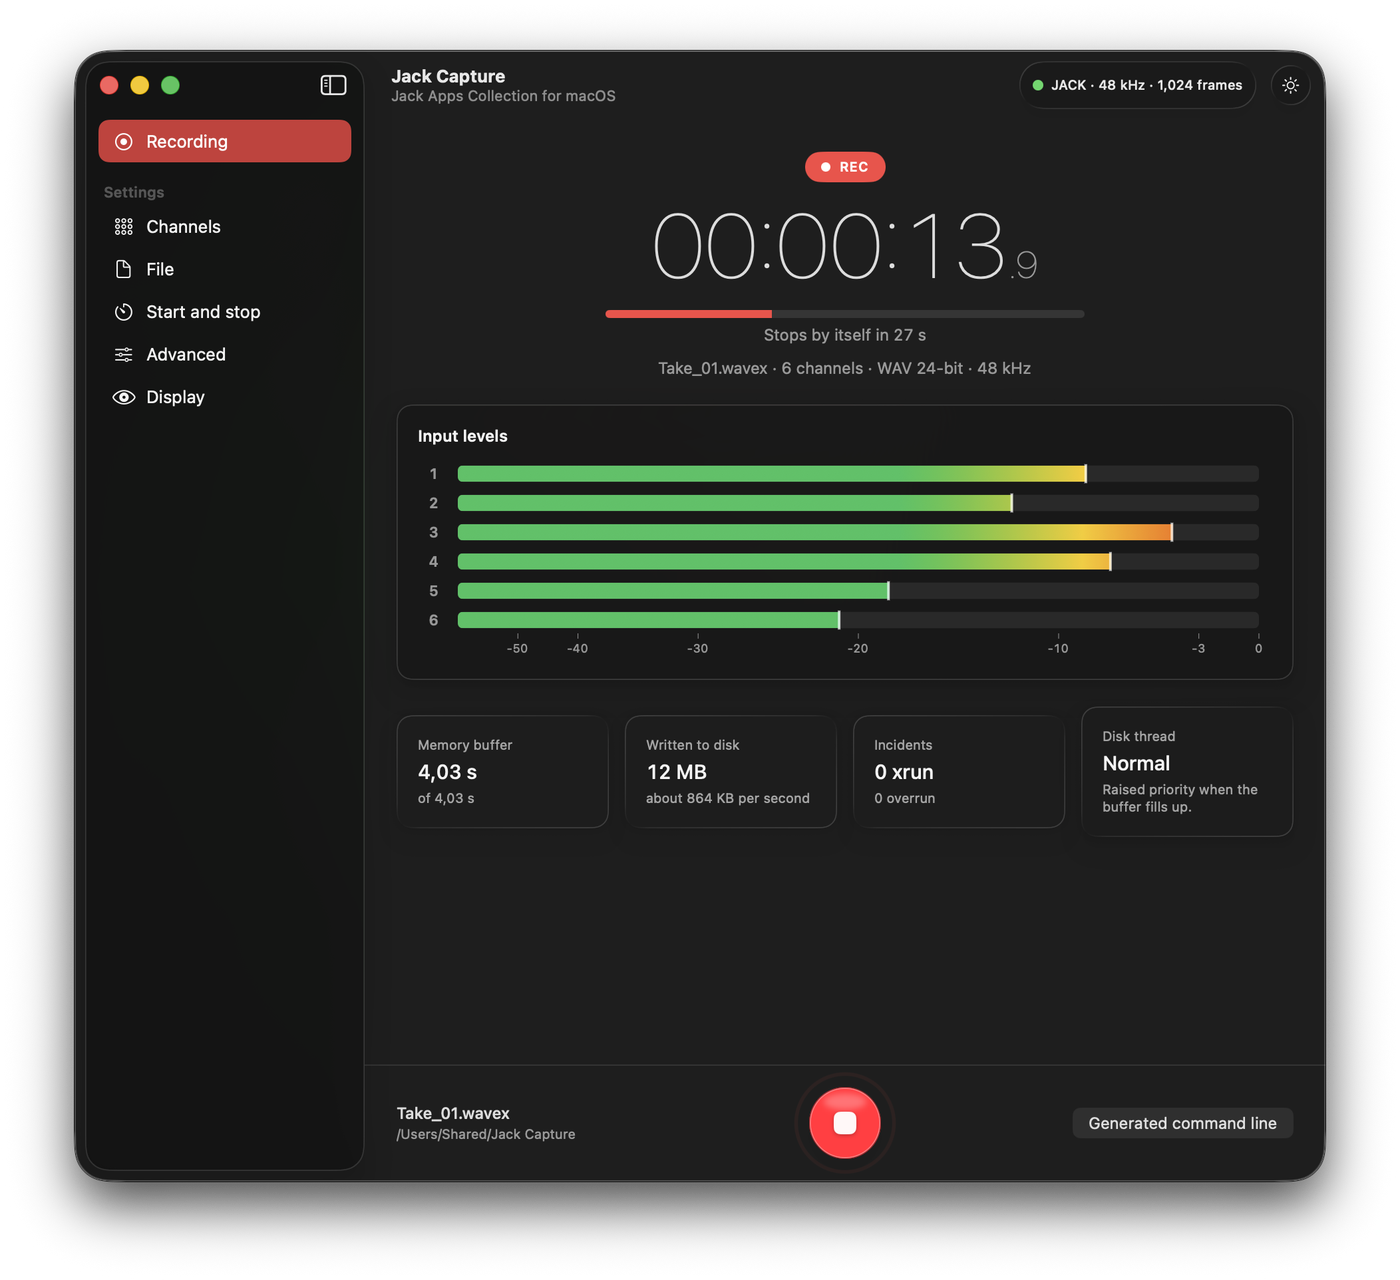 Jack Capture
Jack Apps Collection for macOS
JACK · 48 kHz · 1,024 frames
Recording
Settings
Channels
File
Start and stop
Advanced
Display
REC
00:00:13.9
Stops by itself in 27 s
Take_01.wavex · 6 channels · WAV 24-bit · 48 kHz
Input levels
1
2
3
4
5
6
-50 -40 -30 -20 -10 -3 0
Memory buffer
4,03 s
of 4,03 s
Written to disk
12 MB
about 864 KB per second
Incidents
0 xrun
0 overrun
Disk thread
Normal
Raised priority when the
buffer fills up.
Take_01.wavex
/Users/Shared/Jack Capture
Generated command line